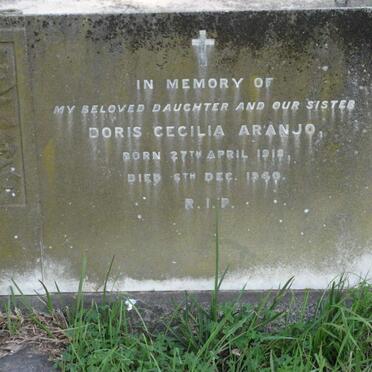 IN MEMORY OF
MY BELOVED DAUGHTER AND OUR SISTER
DORIS CECILIA ARANJO,
BORN 27TH APRIL
DIED 6TH DEC. 1940.
R.I.P.